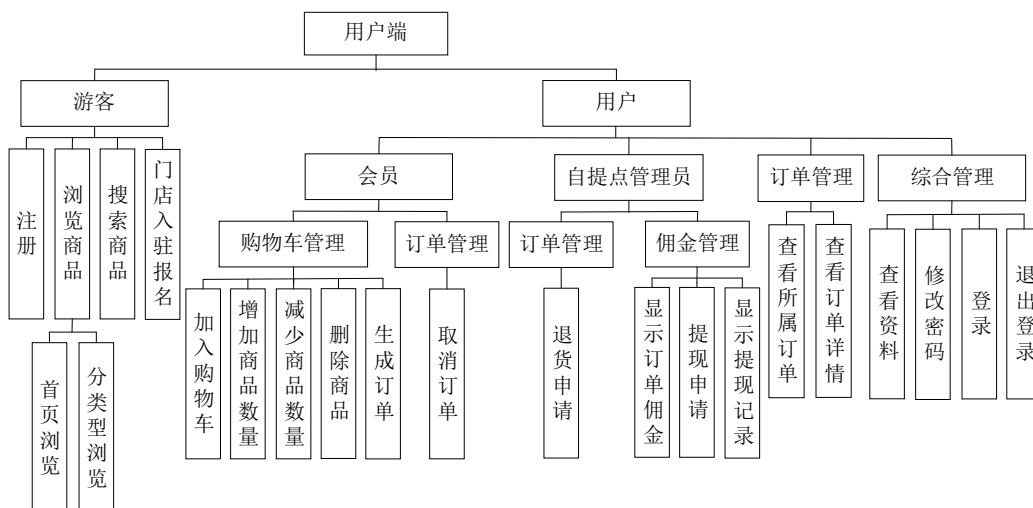 用户端
游客
用户
会员
自提点管理员
订单管理
综合管理
注册
浏览商品
搜索商品
门店入驻报名
购物车管理
订单管理
订单管理
佣金管理
查看所属订单
查看订单详情
查看资料
修改密码
登录
退出登录
加入购物车
增加商品数量
减少商品数量
删除商品
生成订单
取消订单
退货申请
显示订单佣金
提现申请
显示提现记录
首页浏览
分类型浏览